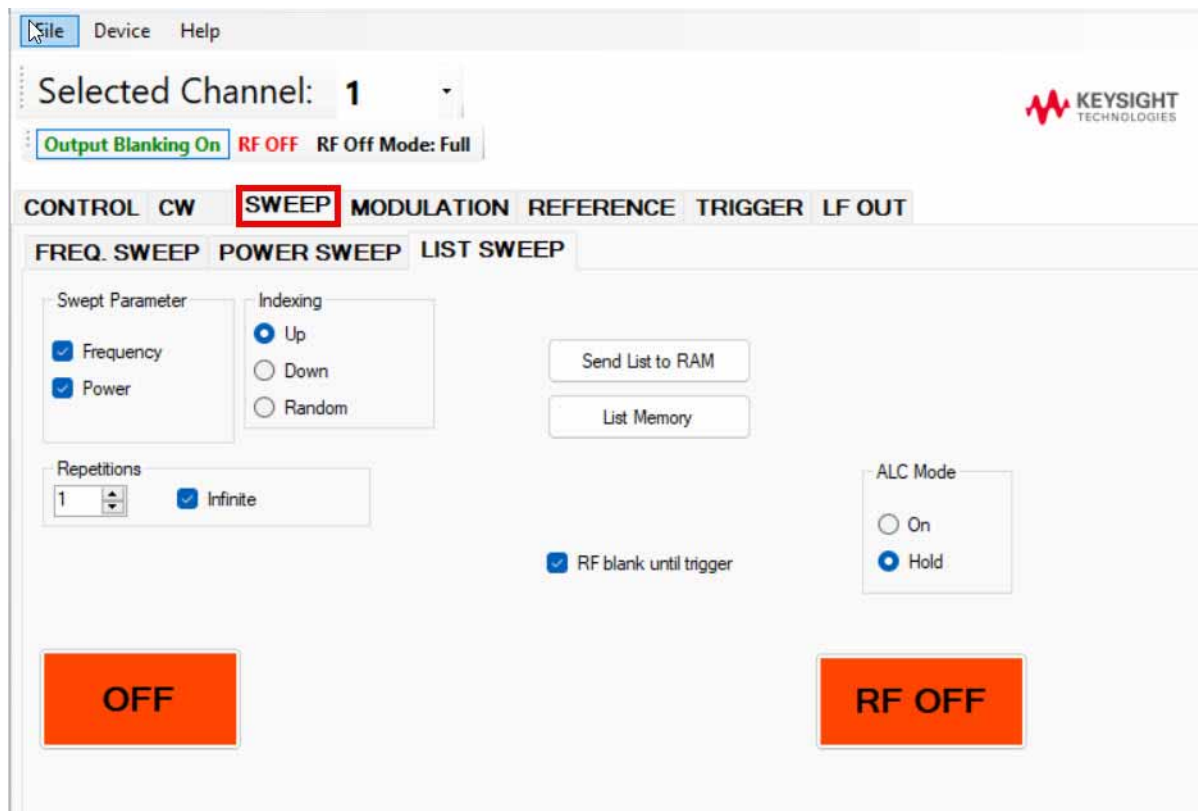 File Device Help
Selected Channel: 1
KEYSIGHT
TECHNOLOGIES
Output Blanking On RF OFF RF Off Mode: Full
CONTROL CW SWEEP MODULATION REFERENCE TRIGGER LF OUT
FREQ. SWEEP POWER SWEEP LIST SWEEP
Swept Parameter
Frequency
Power
Indexing
Up
Down
Random
Send List to RAM
List Memory
Repetitions
1 Infinite
RF blank until trigger
ALC Mode
On
Hold
OFF
RF OFF